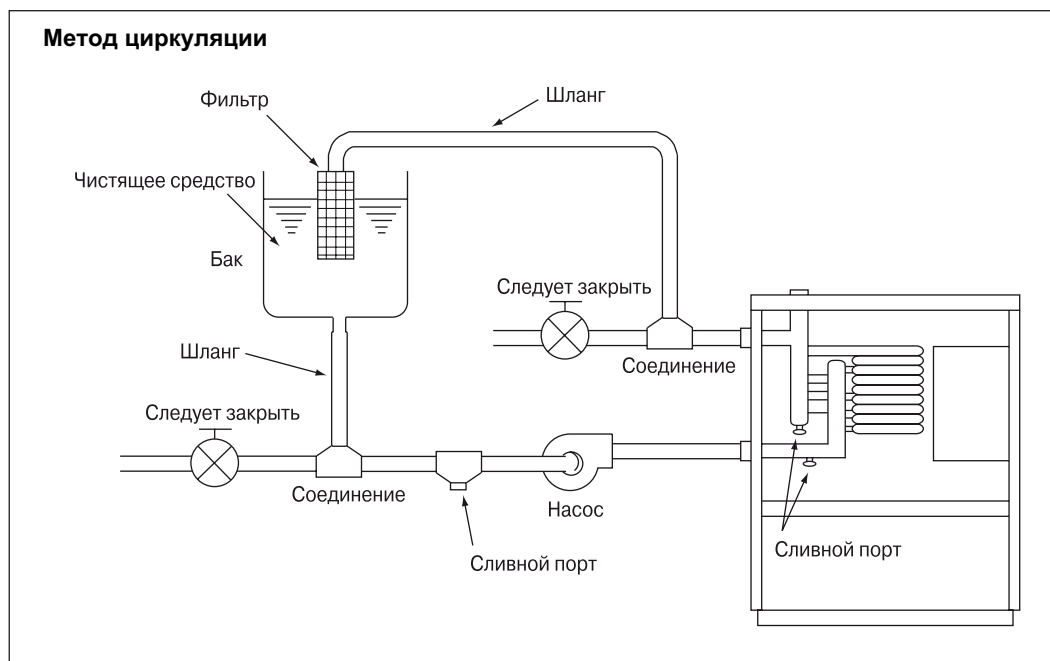 Метод циркуляции
Шланг
Фильтр
Чистящее средство
Бак
Следует закрыть
Шланг
Соединение
Следует закрыть
Соединение
Насос
Сливной порт
Сливной порт